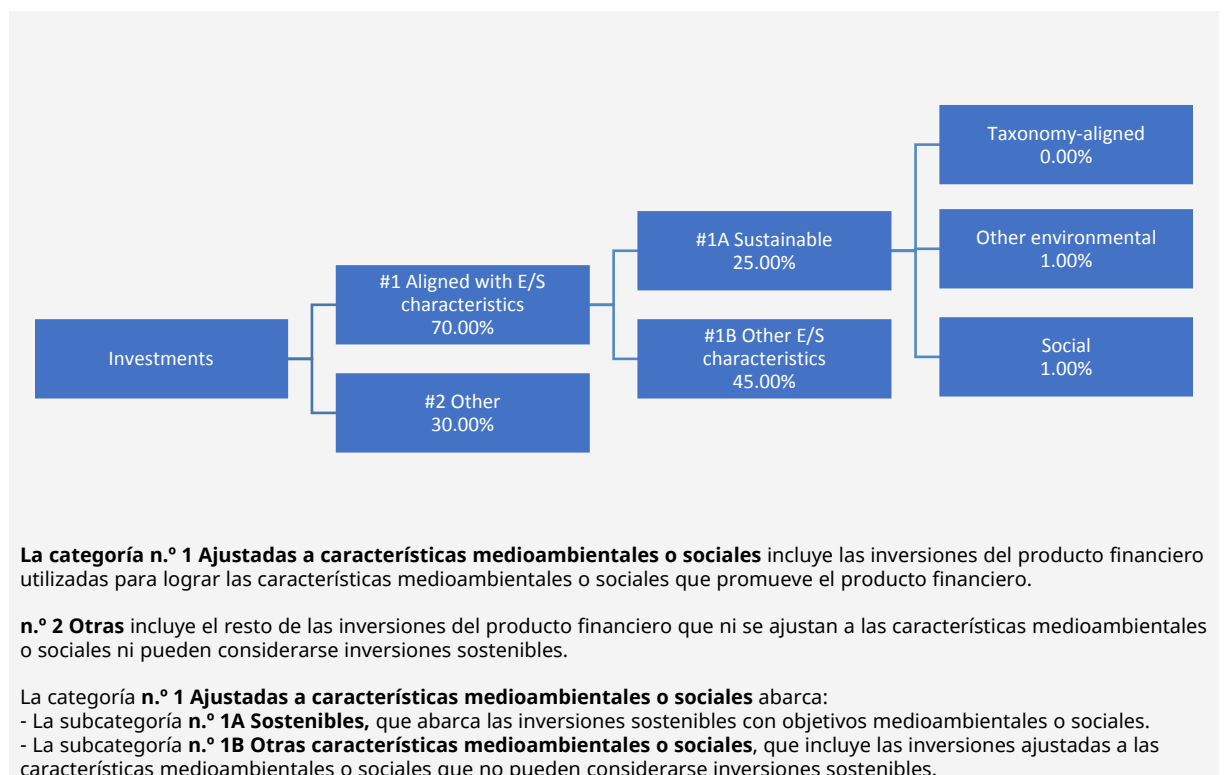 Taxonomy-aligned
0.00%
#1A Sustainable
25.00%
Other environmental
1.00%
#1 Aligned with E/S
characteristics
70.00%
Investments
#1B Other E/S
characteristics
45.00%
Social
1.00%
#2 Other
30.00%
La categoría n.º 1 Ajustadas a características medioambientales o sociales incluye las inversiones del producto financiero
utilizadas para lograr las características medioambientales o sociales que promueve el producto financiero.
n.º 2 Otras incluye el resto de las inversiones del producto financiero que ni se ajustan a las características medioambientales
o sociales ni pueden considerarse inversiones sostenibles.
La categoría n.º 1 Ajustadas a características medioambientales o sociales abarca:
- La subcategoría n.º 1A Sostenibles, que abarca las inversiones sostenibles con objetivos medioambientales o sociales.
- La subcategoría n.º 1B Otras características medioambientales o sociales, que incluye las inversiones ajustadas a las
características medioambientales o sociales que no pueden considerarse inversiones sostenibles.